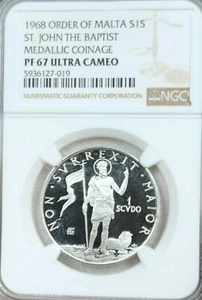 1968 ORDER OF MALTA S1S
ST. JOHN THE BAPTIST
MEDALLIC COINAGE
PF 67 ULTRA CAMEO
5936127-019
NUMISMATIC GUARANTY CORPORATION
NGC
NON SVRREXIT MAIOR
1
SCVDO